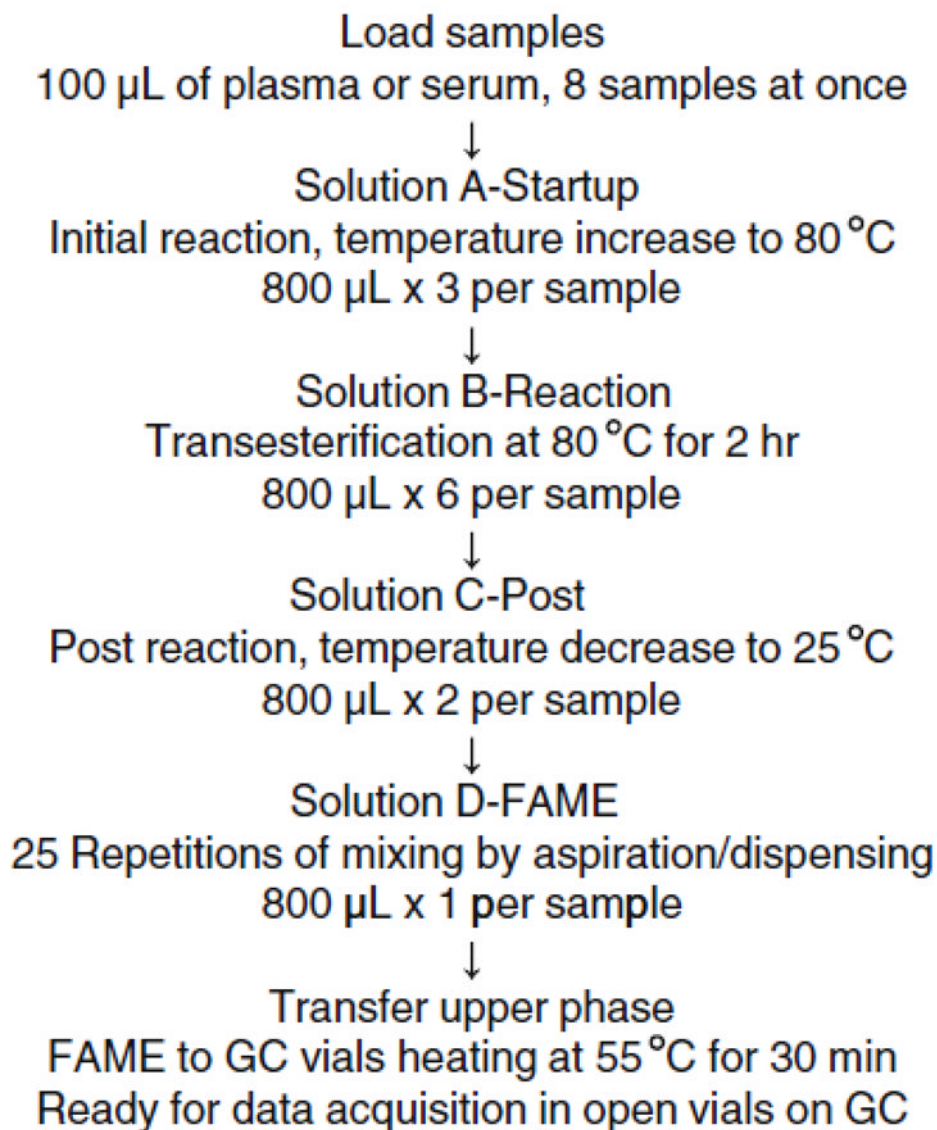 Load samples
100 µL of plasma or serum, 8 samples at once
↓
Solution A-Startup
Initial reaction, temperature increase to 80 °C
800 µL x 3 per sample
↓
Solution B-Reaction
Transesterification at 80 °C for 2 hr
800 µL x 6 per sample
↓
Solution C-Post
Post reaction, temperature decrease to 25 °C
800 µL x 2 per sample
↓
Solution D-FAME
25 Repetitions of mixing by aspiration/dispensing
800 µL x 1 per sample
↓
Transfer upper phase
FAME to GC vials heating at 55 °C for 30 min
Ready for data acquisition in open vials on GC